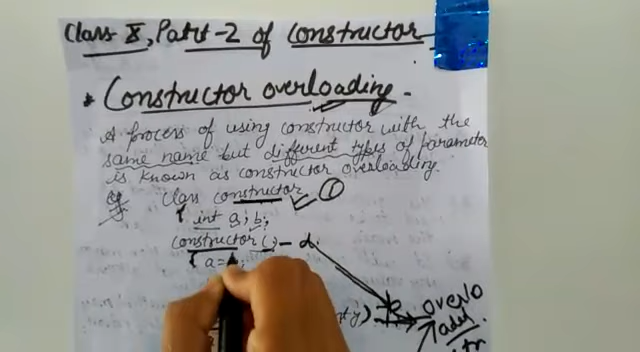 Class X, Part-2 of constructor
* Constructor overloading -
A process of using constructor with the
same name but different types of parameter
is known as constructor overloading.
eg class constructor ①
{ int a; b;
constructor () - d.
{ a=
int y)